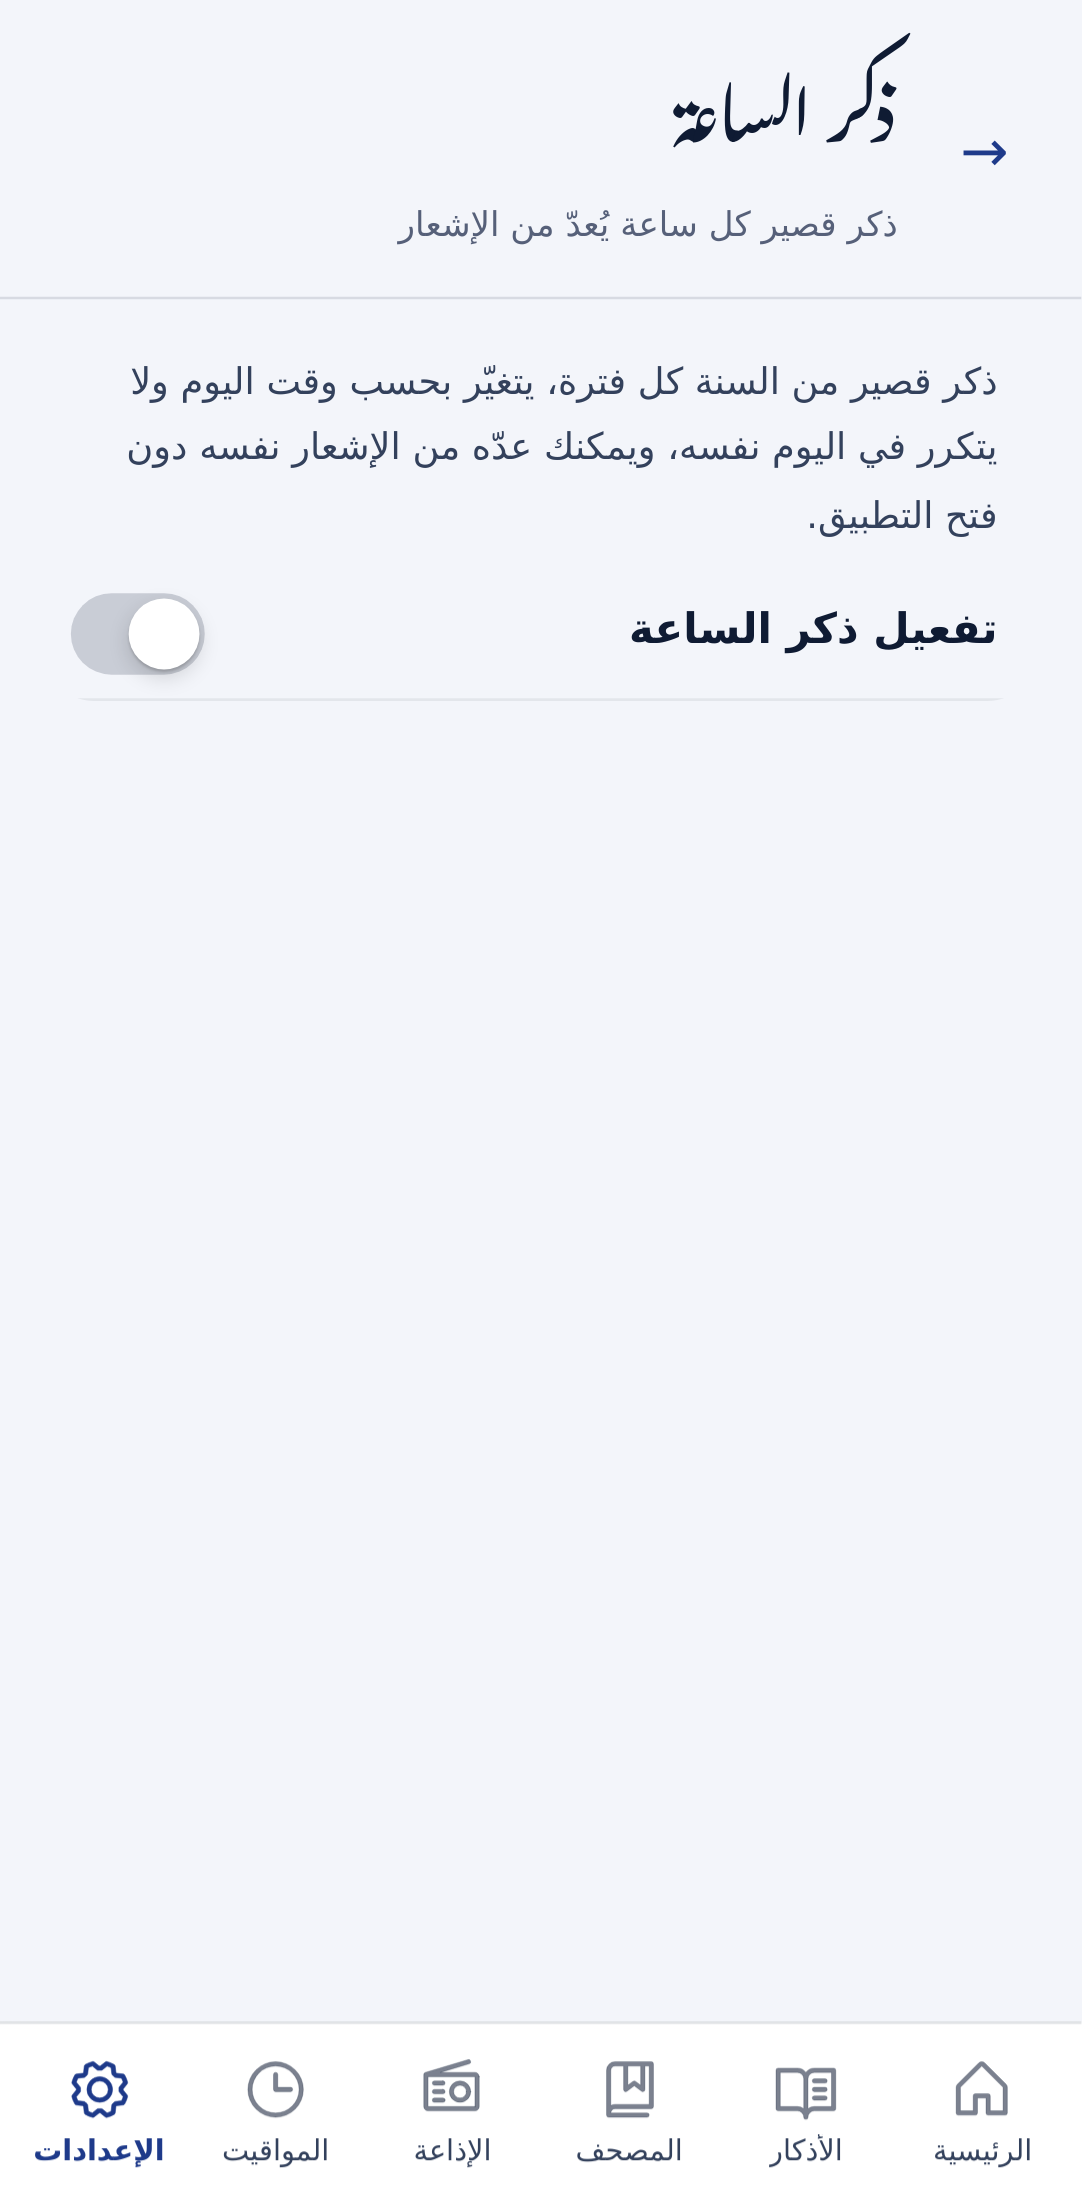 ذكر الساعة
ذكر قصير كل ساعة يُعدّ من الإشعار
ذكر قصير من السنة كل فترة، يتغيّر بحسب وقت اليوم ولا
يتكرر في اليوم نفسه، ويمكنك عدّه من الإشعار نفسه دون
فتح التطبيق.
تفعيل ذكر الساعة
الرئيسية
الأذكار
المصحف
الإذاعة
المواقيت
الإعدادات